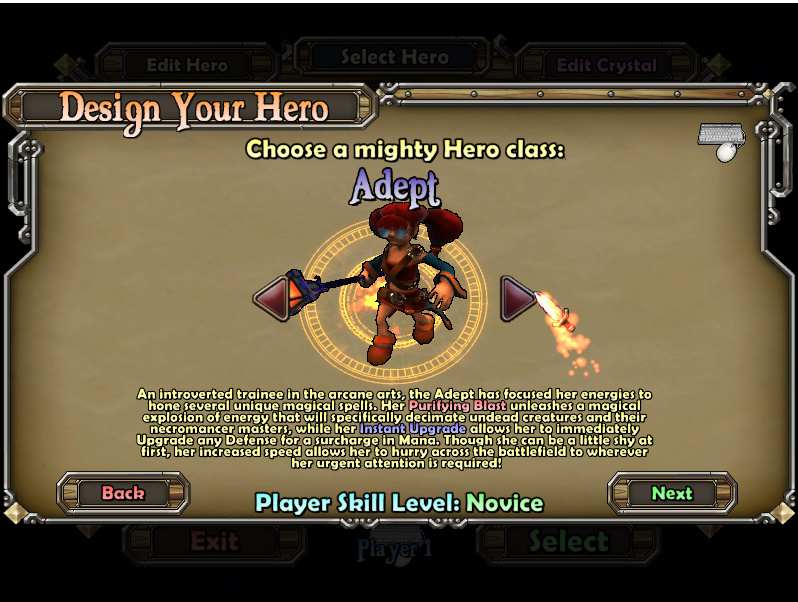 Edit Hero
Select Hero
Edit Crystal
Design Your Hero
Choose a mighty Hero class:
Adept
An introverted trainee in the arcane arts, the Adept has focused her energies to
hone several unique magical spells. Her Purifying Blast unleashes a magical
explosion of energy that will specifically decimate undead creatures and their
necromancer masters, while her Instant Upgrade allows her to immediately
Upgrade any Defense for a surcharge in Mana. Though she can be a little shy at
first, her increased speed allows her to hurry across the battlefield to wherever
her urgent attention is required!
Back
Player Skill Level: Novice
Next
Exit
Player 1
Select